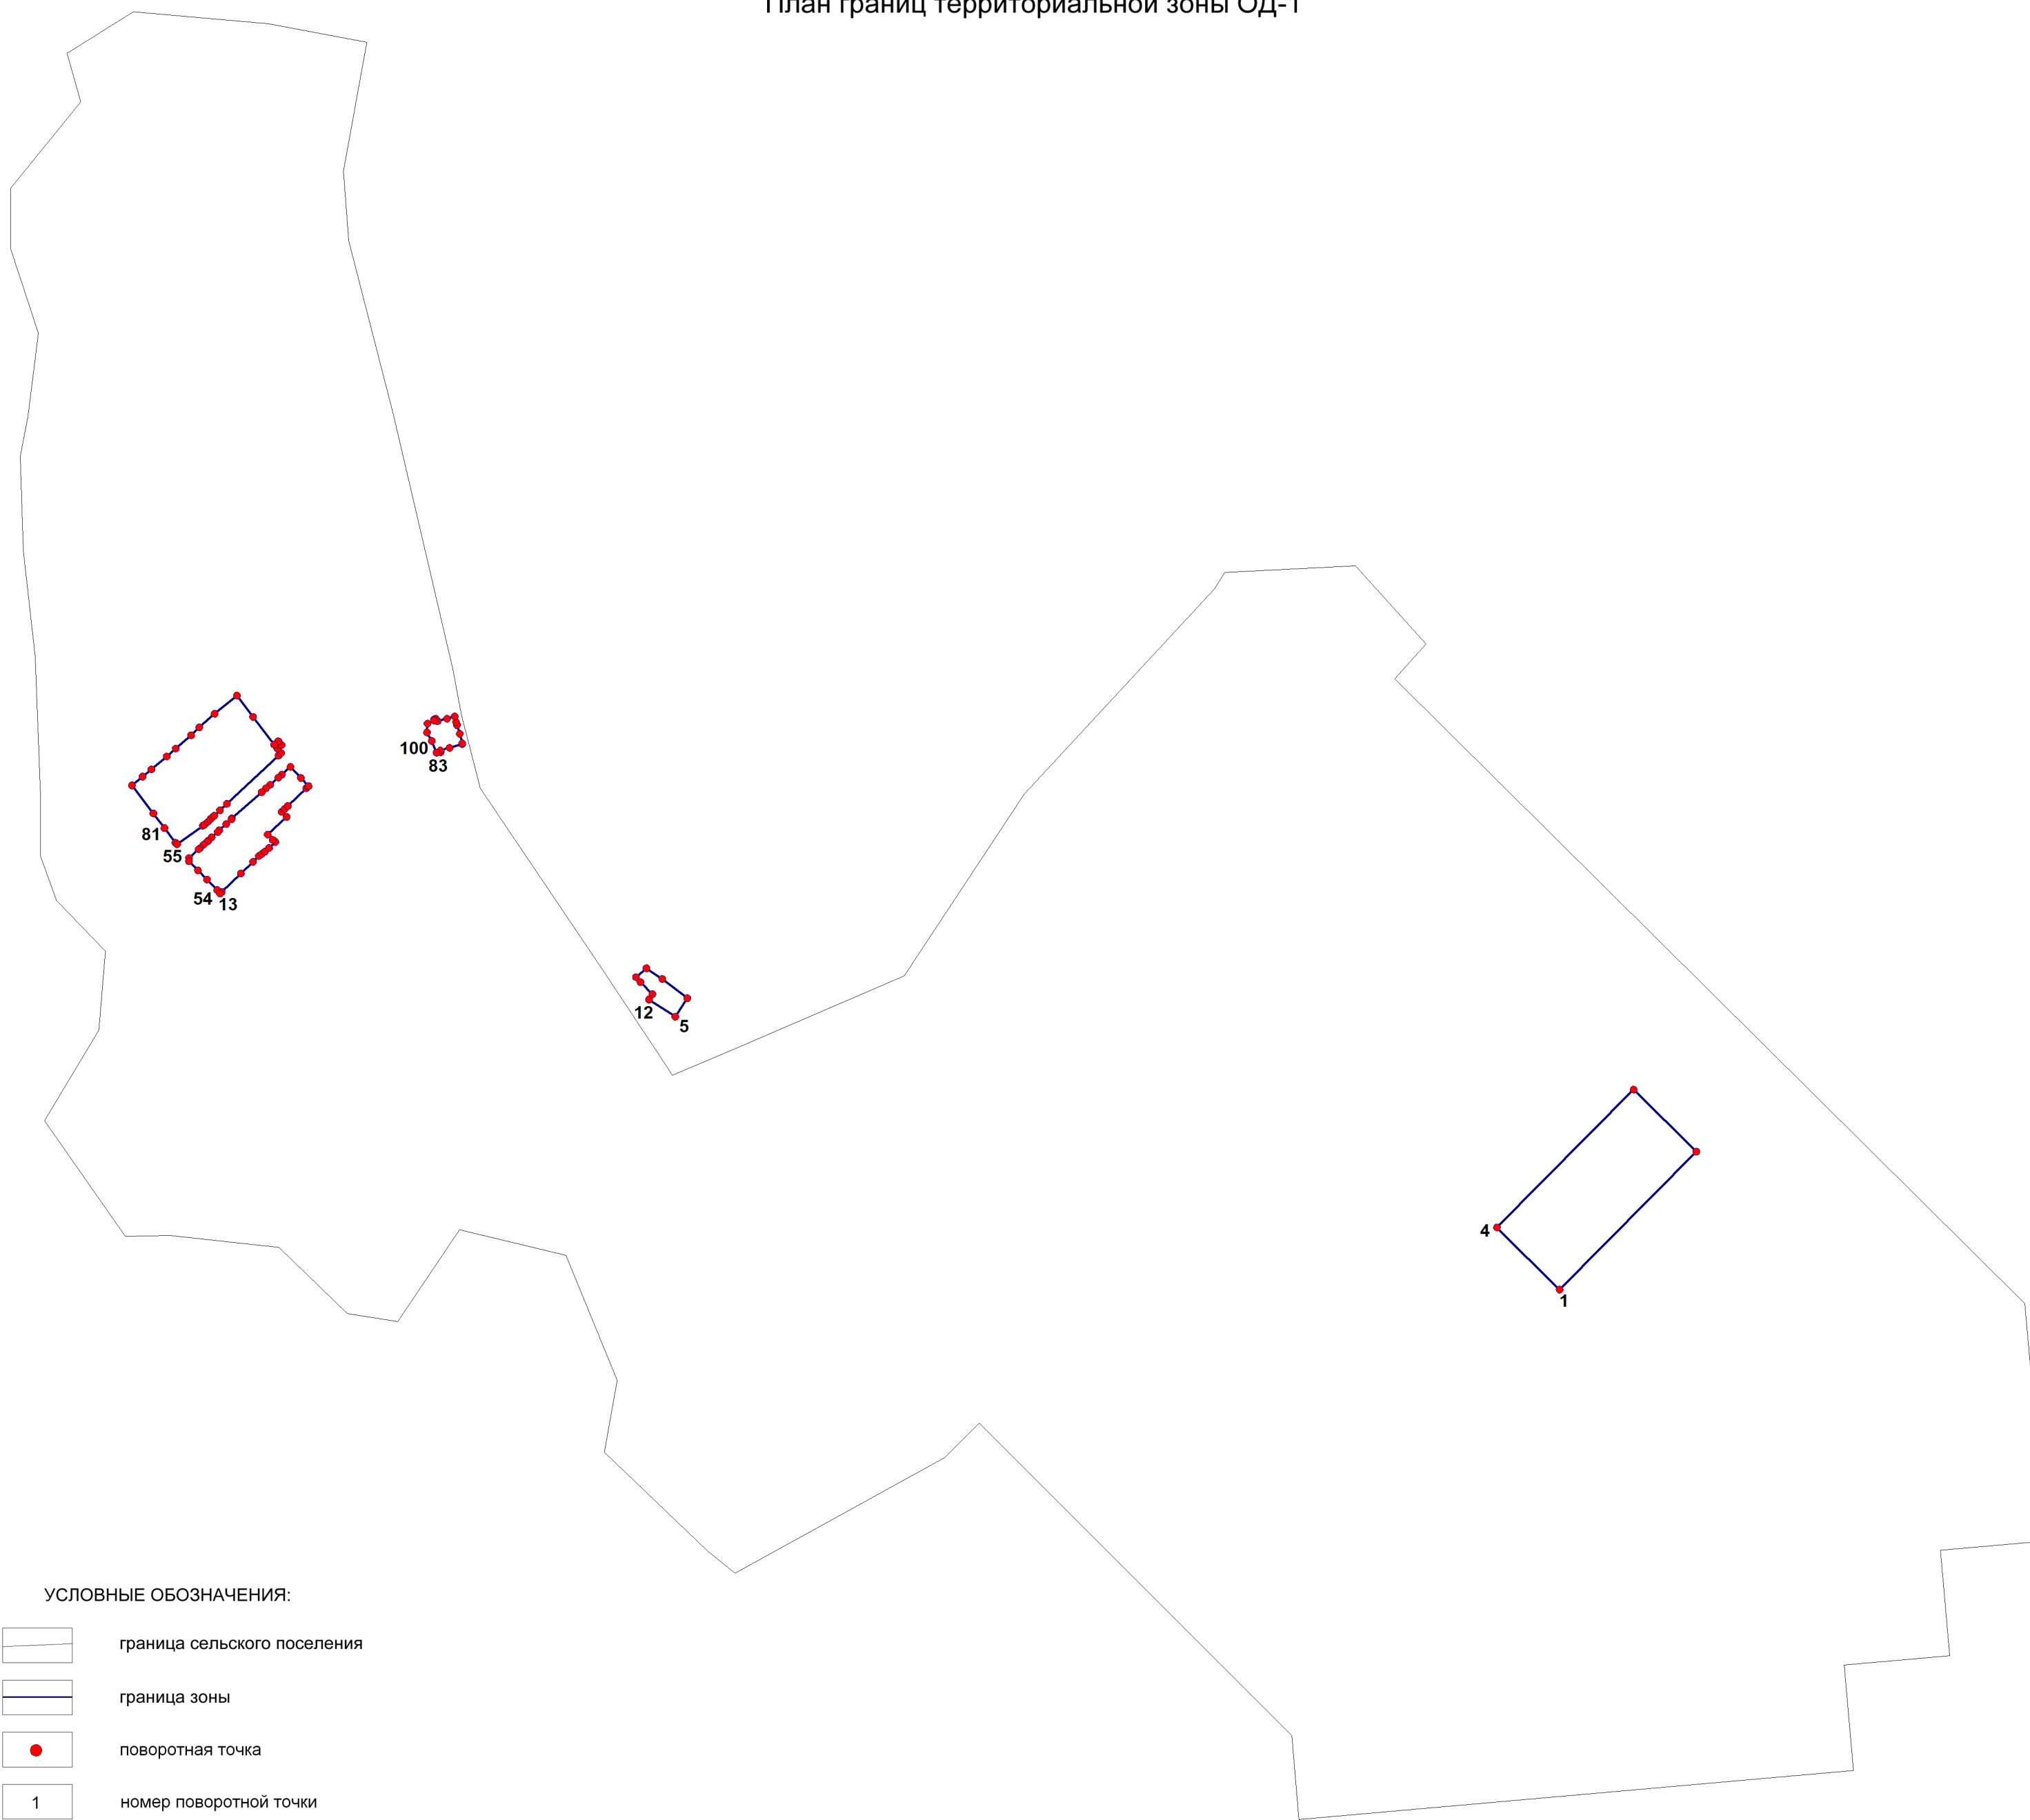 План границ территориальной зоны ОД-1
100
83
81
55
54
13
12
5
4
1
УСЛОВНЫЕ ОБОЗНАЧЕНИЯ:
граница сельского поселения
граница зоны
поворотная точка
1 номер поворотной точки